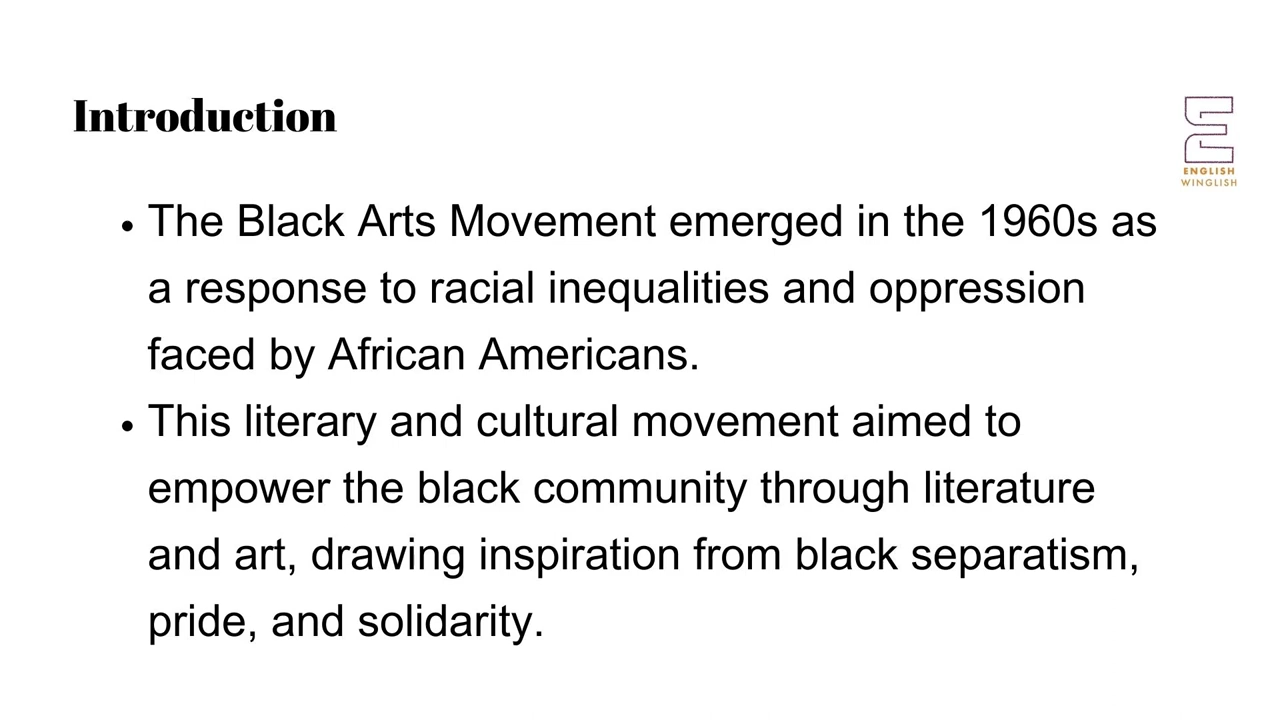 Introduction
ENGLISH
WINGLISH
• The Black Arts Movement emerged in the 1960s as
a response to racial inequalities and oppression
faced by African Americans.
• This literary and cultural movement aimed to
empower the black community through literature
and art, drawing inspiration from black separatism,
pride, and solidarity.